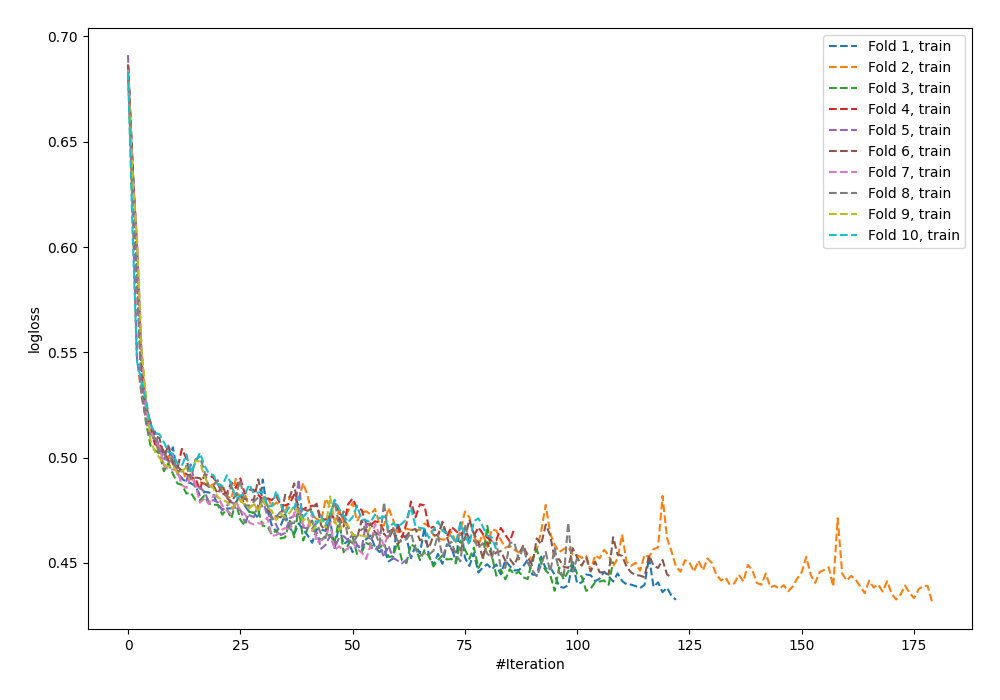 0.70
0.65
0.60
0.55
0.50
0.45
logloss
0
25
50
75
100
125
150
175
#Iteration
Fold 1, train
Fold 2, train
Fold 3, train
Fold 4, train
Fold 5, train
Fold 6, train
Fold 7, train
Fold 8, train
Fold 9, train
Fold 10, train